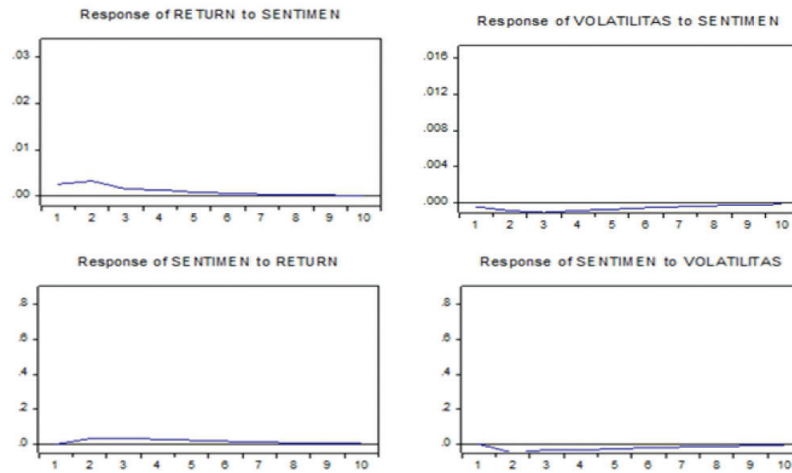 Response of RETURN to SENTIMEN
.03
.02
.01
.00
1 2 3 4 5 6 7 8 9 10
Response of VOLATILITAS to SENTIMEN
.016
.012
.008
.004
.000
1 2 3 4 5 6 7 8 9 10
Response of SENTIMEN to RETURN
.8
.6
.4
.2
.0
1 2 3 4 5 6 7 8 9 10
Response of SENTIMEN to VOLATILITAS
.8
.6
.4
.2
.0
1 2 3 4 5 6 7 8 9 10